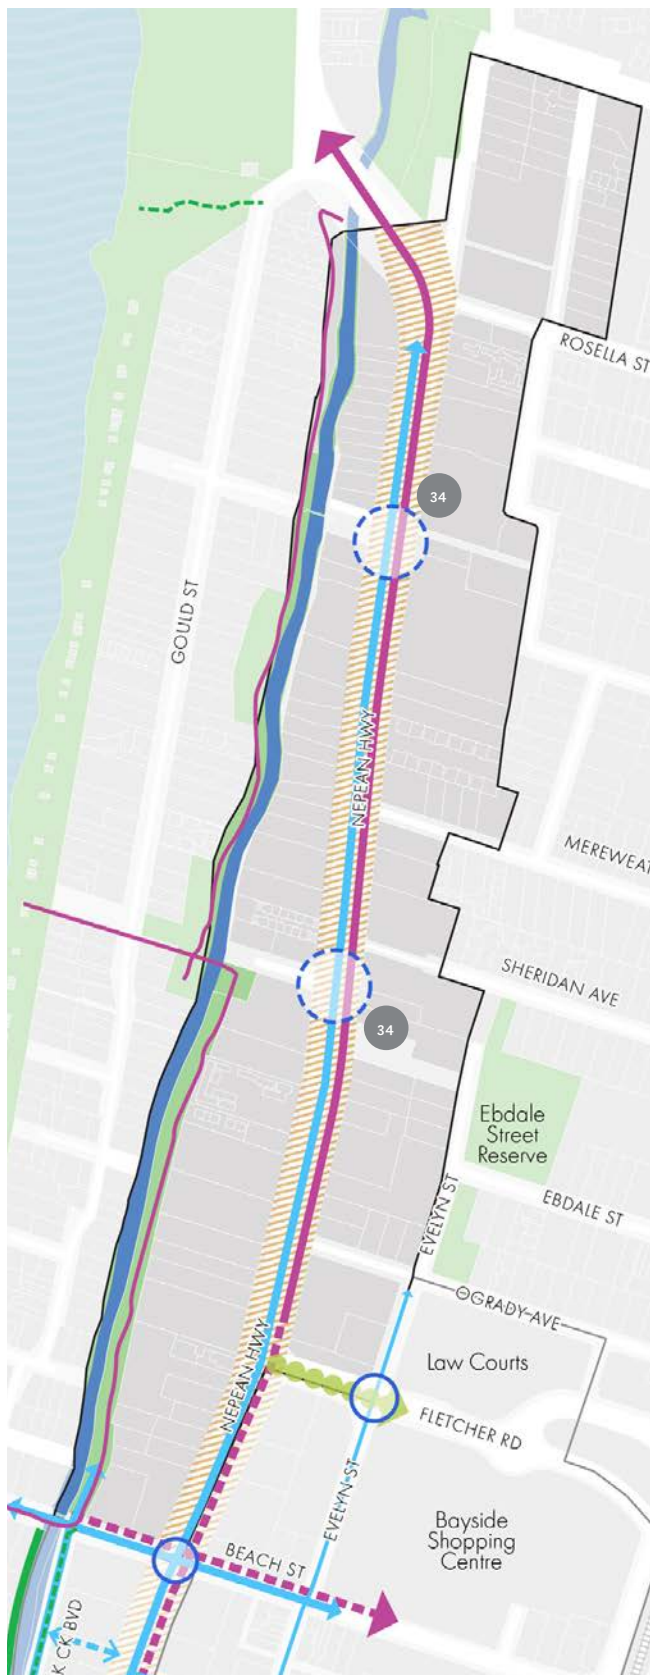 ROSELLA ST
34
GOULD ST
NEPEAN HWY
MEREWEAT
SHERIDAN AVE
34
Ebdale
Street
Reserve
EBDALE ST
EVELYN ST
OGRADY AVE
NEPEAN HWY
Law Courts
FLETCHER RD
EVELYN ST
Bayside
Shopping
Centre
BEACH ST
K CK BVD